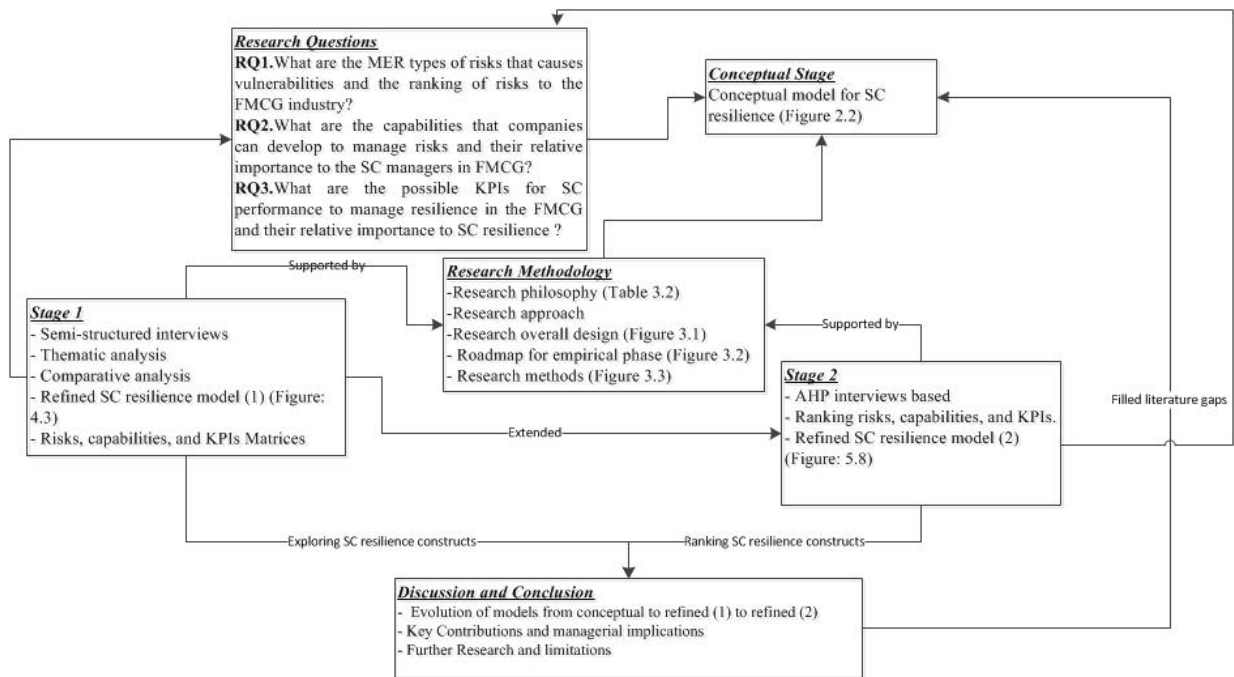 Research Questions
RQ1.What are the MER types of risks that causes
vulnerabilities and the ranking of risks to the
FMCG industry?
RQ2.What are the capabilities that companies
can develop to manage risks and their relative
importance to the SC managers in FMCG?
RQ3.What are the possible KPIs for SC
performance to manage resilience in the FMCG
and their relative importance to SC resilience ?
Conceptual Stage
Conceptual model for SC
resilience (Figure 2.2)
Supported by
Research Methodology
-Research philosophy (Table 3.2)
-Research approach
-Research overall design (Figure 3.1)
- Roadmap for empirical phase (Figure 3.2)
- Research methods (Figure 3.3)
Stage 1
- Semi-structured interviews
- Thematic analysis
- Comparative analysis
- Refined SC resilience model (1) (Figure:
4.3)
- Risks, capabilities, and KPIs Matrices
Supported by
Stage 2
- AHP interviews based
- Ranking risks, capabilities, and KPIs.
- Refined SC resilience model (2)
(Figure: 5.8)
Filled literature gaps
Extended
Exploring SC resilience constructs
Ranking SC resilience constructs
Discussion and Conclusion
- Evolution of models from conceptual to refined (1) to refined (2)
- Key Contributions and managerial implications
- Further Research and limitations